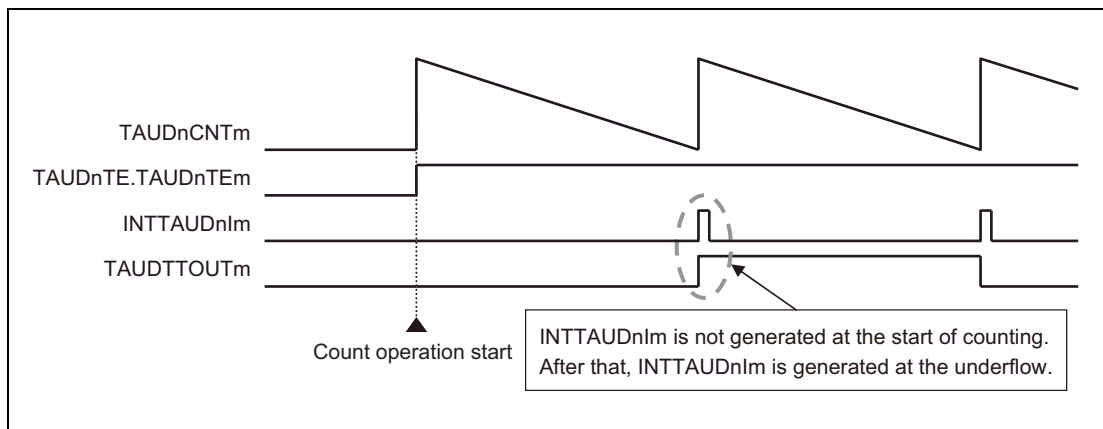 TAUDnCNTm
TAUDnTE.TAUDnTEm
INTTAUDnIm
TAUDTTOUTm
Count operation start
INTTAUDnIm is not generated at the start of counting.
After that, INTTAUDnIm is generated at the underflow.